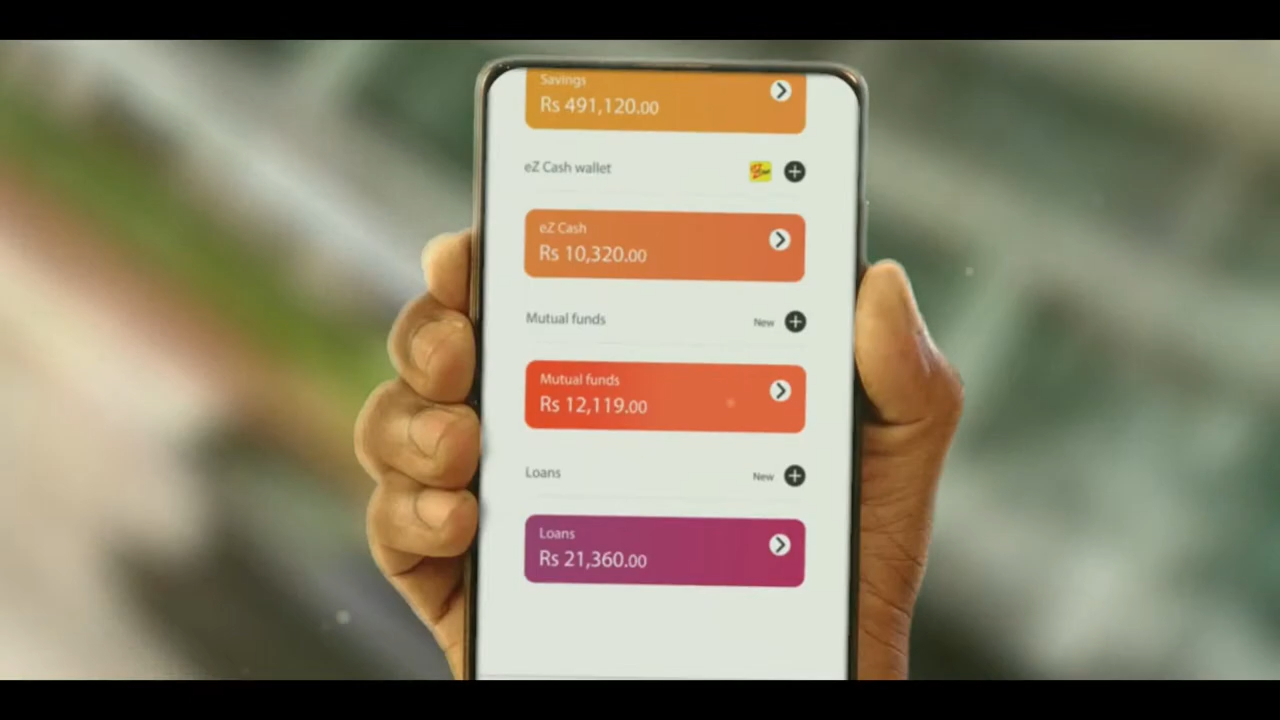 Savings
Rs 491,120.00
eZ Cash wallet
eZ Cash
Rs 10,320.00
Mutual funds
New
Mutual funds
Rs 12,119.00
Loans
New
Loans
Rs 21,360.00